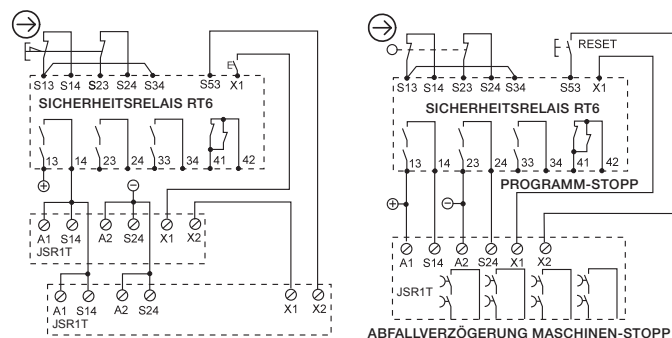 S13 S14 S23 S24 S34 S53 X1
SICHERHEITSRELAIS RT6
13 14 23 24 33 34 41 42
A1 S14 A2 S24 X1 X2
JSR1T
A1 S14 A2 S24 X1 X2
JSR1T
RESET
S13 S14 S23 S24 S34 S53 X1
SICHERHEITSRELAIS RT6
13 14 23 24 33 34 41 42
PROGRAMM-STOPP
A1 S14 A2 S24 X1 X2
JSR1T
ABFALLVERZÖGERUNG MASCHINEN-STOPP